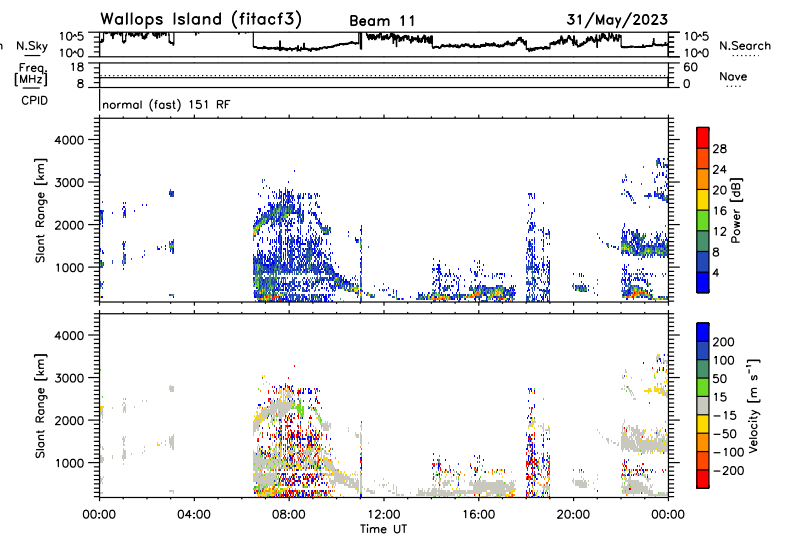 Wallops Island (fitacf3) Beam 11 31/May/2023
N.Sky 10^5 10^0 10^5 10^0 N.Search
Freq. [MHz] 18 8 60 0 Nave
CPID normal (fast) 151 RF
Slant Range [km] 4000 3000 2000 1000
Power [dB] 28 24 20 16 12 8 4
Slant Range [km] 4000 3000 2000 1000
Velocity [m s⁻¹] 200 100 50 15 −15 −50 −100 −200
00:00 04:00 08:00 12:00 16:00 20:00 00:00
Time UT